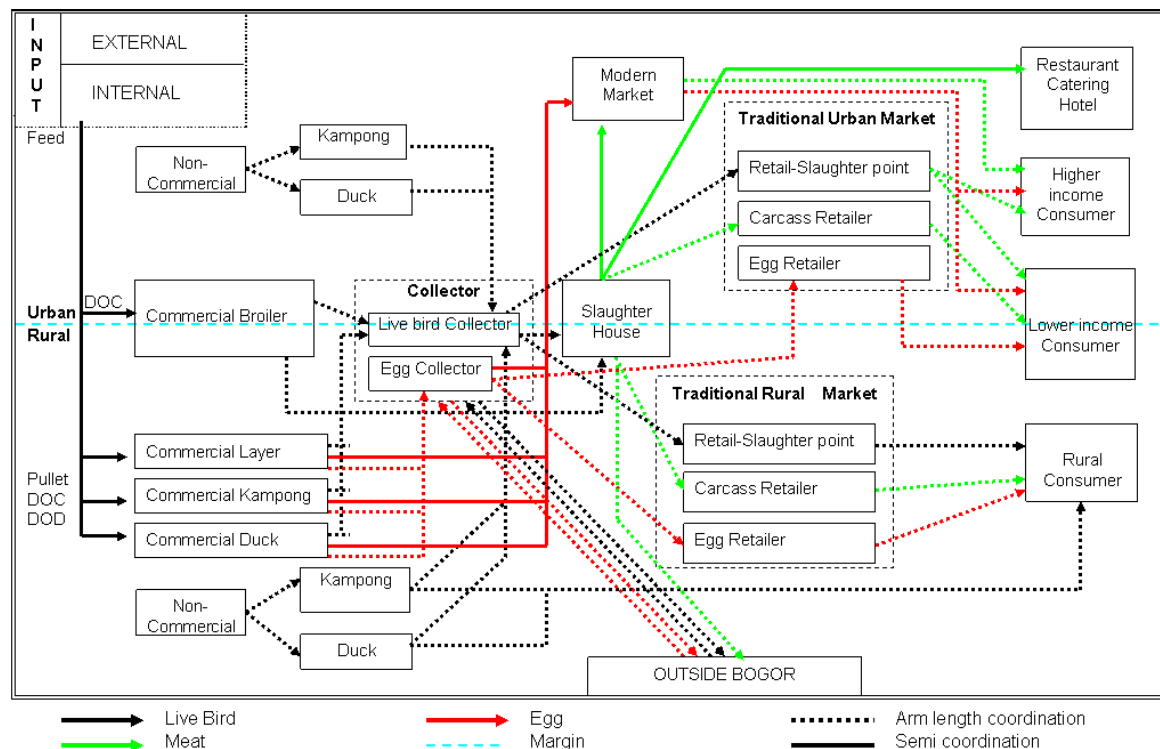 INPUT
EXTERNAL
INTERNAL
Feed
Non-
Commercial
Kampong
Duck
Modern
Market
Restaurant
Catering
Hotel
Traditional Urban Market
Retail-Slaughter point
Carcass Retailer
Egg Retailer
Higher
income
Consumer
DOC
Urban
Rural
Commercial Broiler
Collector
Live bird Collector
Egg Collector
Slaughter
House
Lower income
Consumer
Traditional Rural Market
Retail-Slaughter point
Carcass Retailer
Egg Retailer
Rural
Consumer
Pullet
DOC
DOD
Commercial Layer
Commercial Kampong
Commercial Duck
Non-
Commercial
Kampong
Duck
OUTSIDE BOGOR
Live Bird
Egg
Arm length coordination
Meat
Margin
Semi coordination